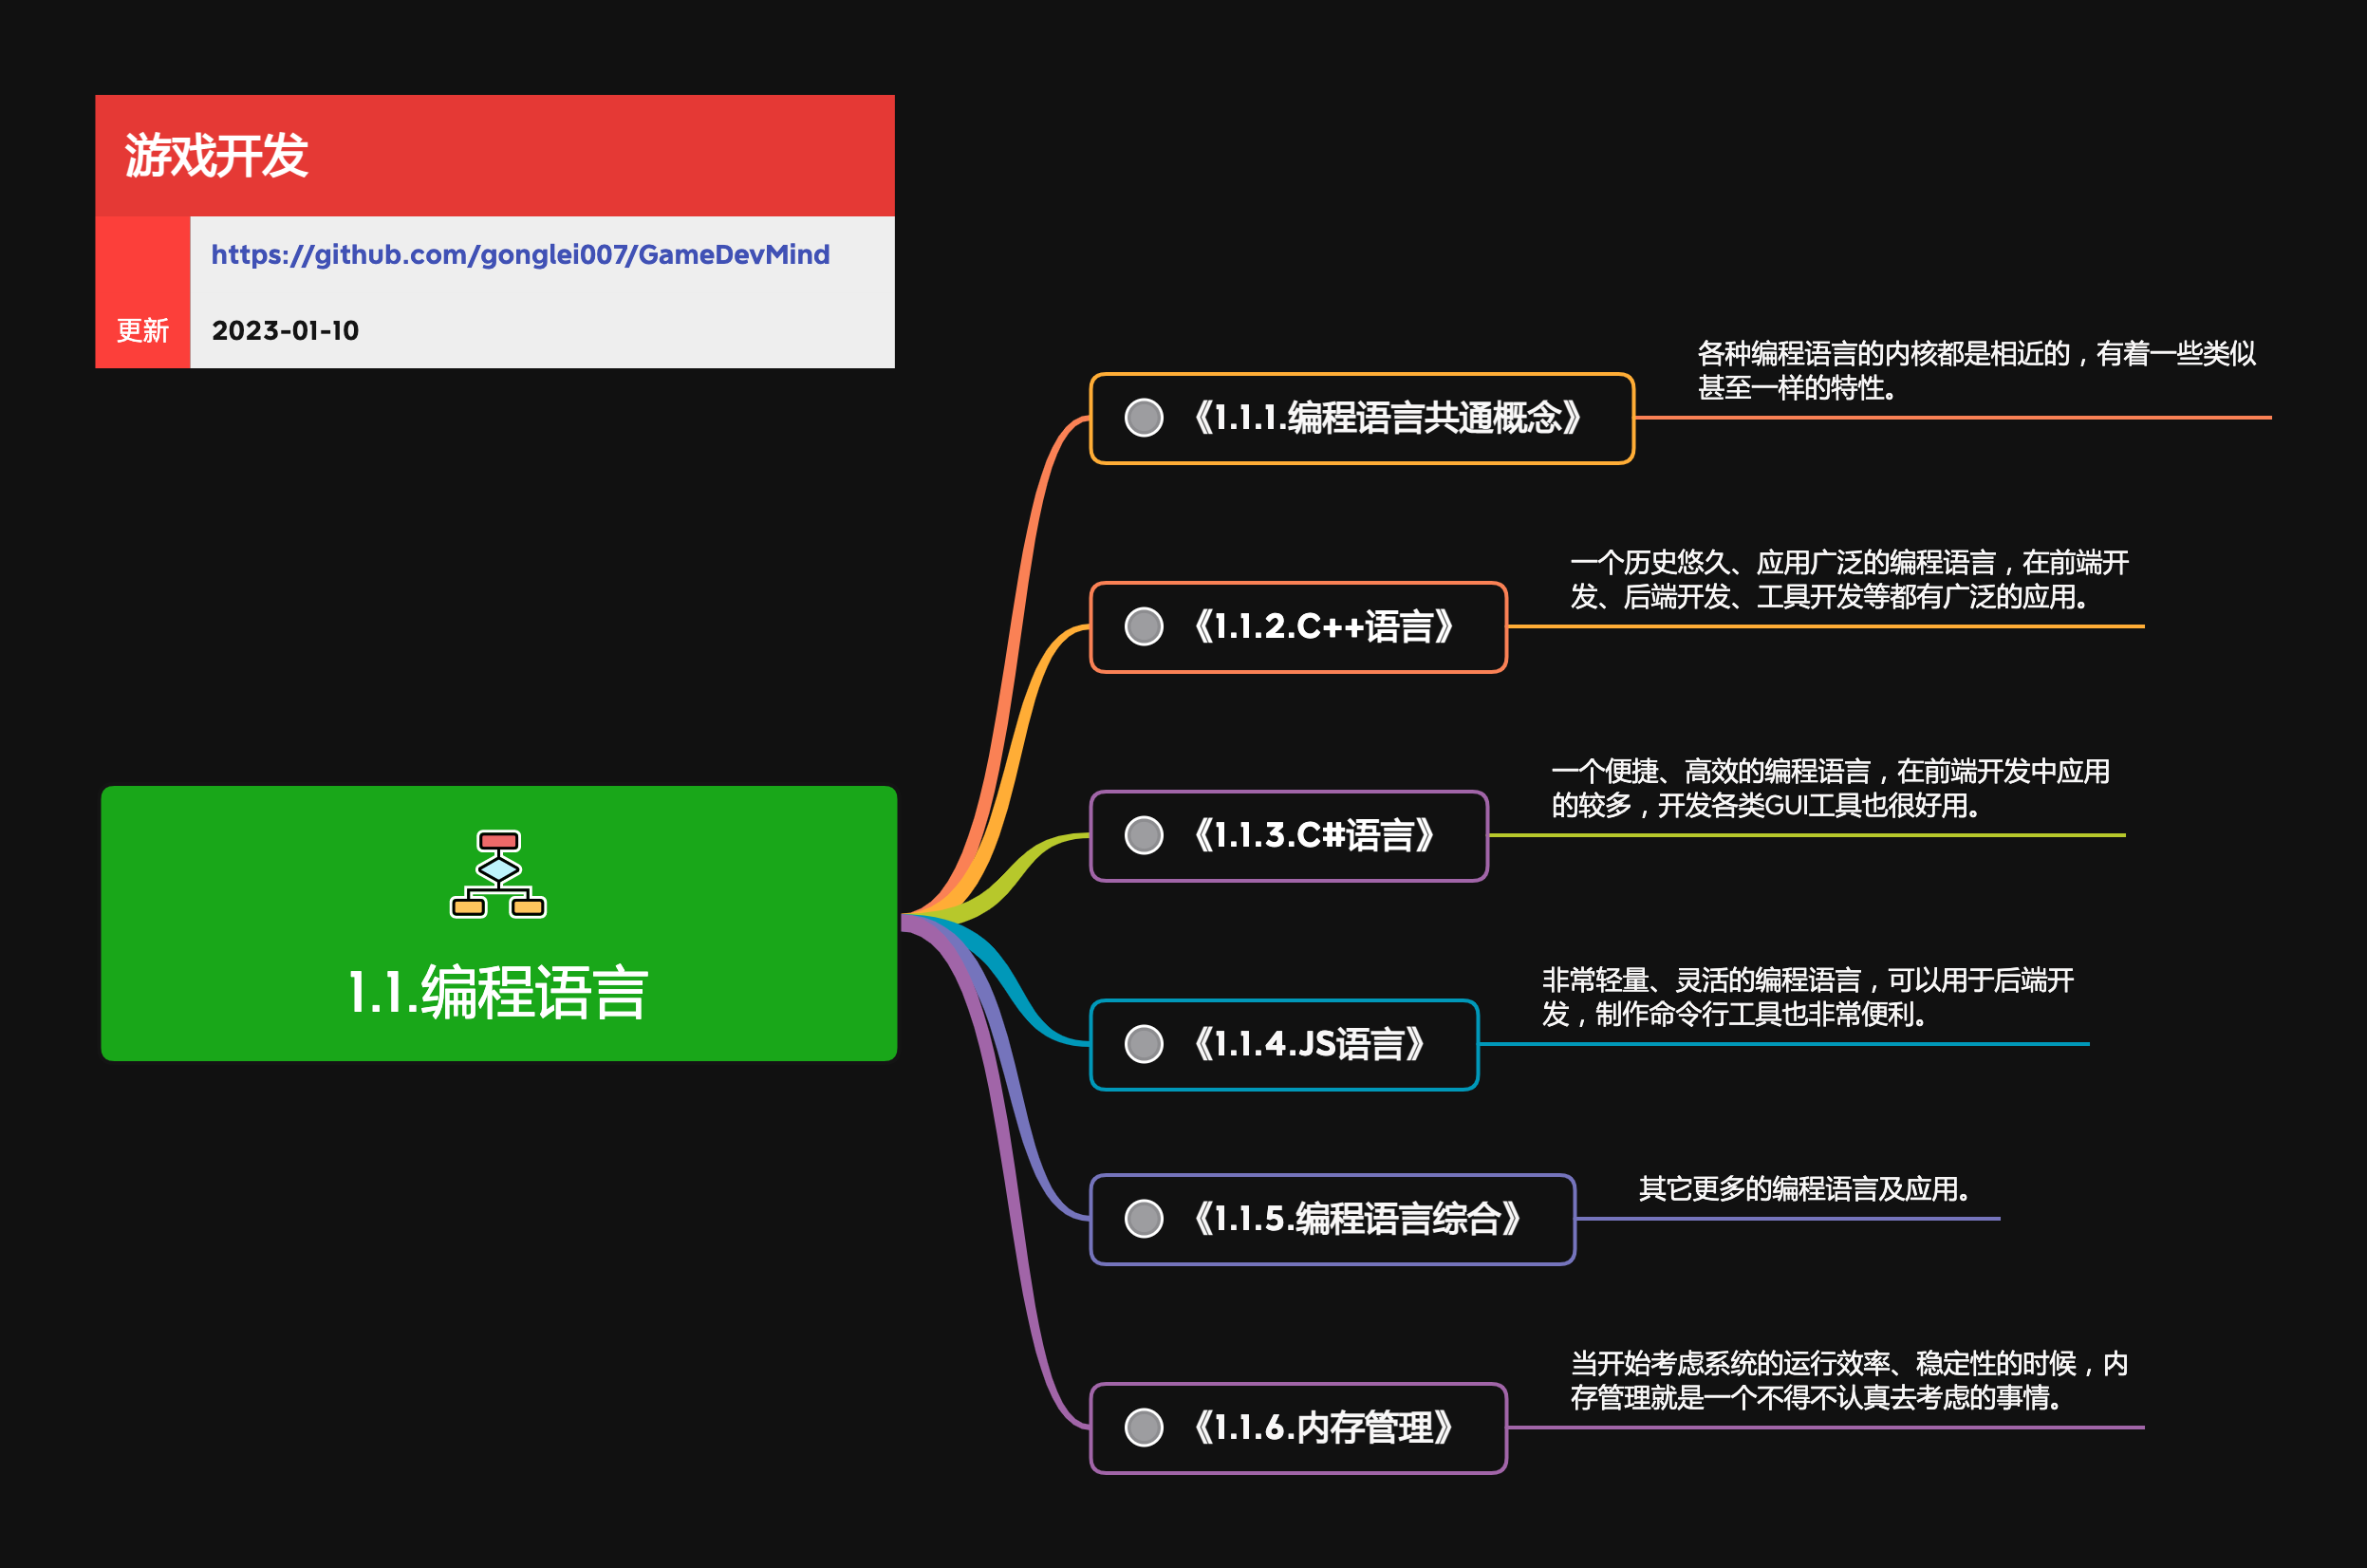 游戏开发
https://github.com/gonglei007/GameDevMind
更新 2023-01-10
1.1.编程语言
《1.1.1.编程语言共通概念》
各种编程语言的内核都是相近的，有着一些类似
甚至一样的特性。
《1.1.2.C++语言》
一个历史悠久、应用广泛的编程语言，在前端开
发、后端开发、工具开发等都有广泛的应用。
《1.1.3.C#语言》
一个便捷、高效的编程语言，在前端开发中应用
的较多，开发各类GUI工具也很好用。
《1.1.4.JS语言》
非常轻量、灵活的编程语言，可以用于后端开
发，制作命令行工具也非常便利。
《1.1.5.编程语言综合》
其它更多的编程语言及应用。
《1.1.6.内存管理》
当开始考虑系统的运行效率、稳定性的时候，内
存管理就是一个不得不认真去考虑的事情。